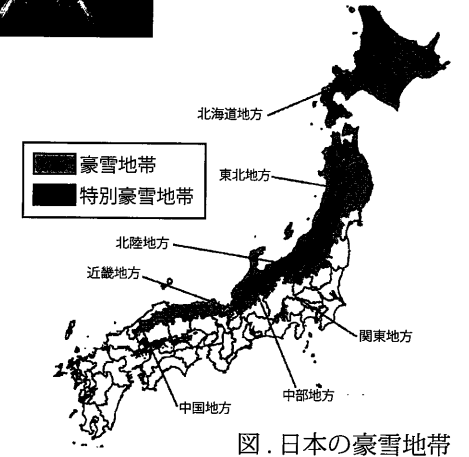 北海道地方
豪雪地帯
特別豪雪地帯
東北地方
北陸地方
近畿地方
関東地方
中部地方
中国地方
図.日本の豪雪地帯